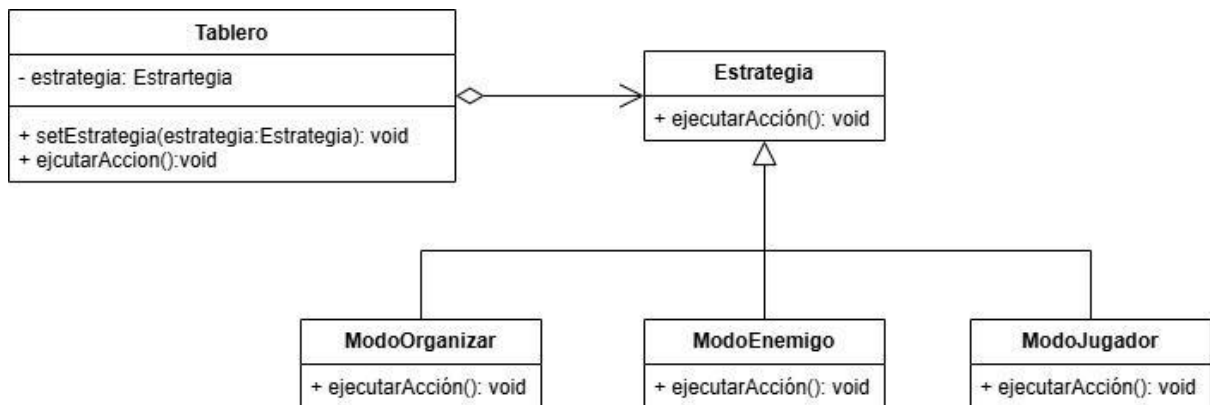 Tablero
- estrategia: Estrartegia
+ setEstrategia(estrategia:Estrategia): void
+ ejcutarAccion():void
Estrategia
+ ejecutarAcción(): void
ModoOrganizar
+ ejecutarAcción(): void
ModoEnemigo
+ ejecutarAcción(): void
ModoJugador
+ ejecutarAcción(): void